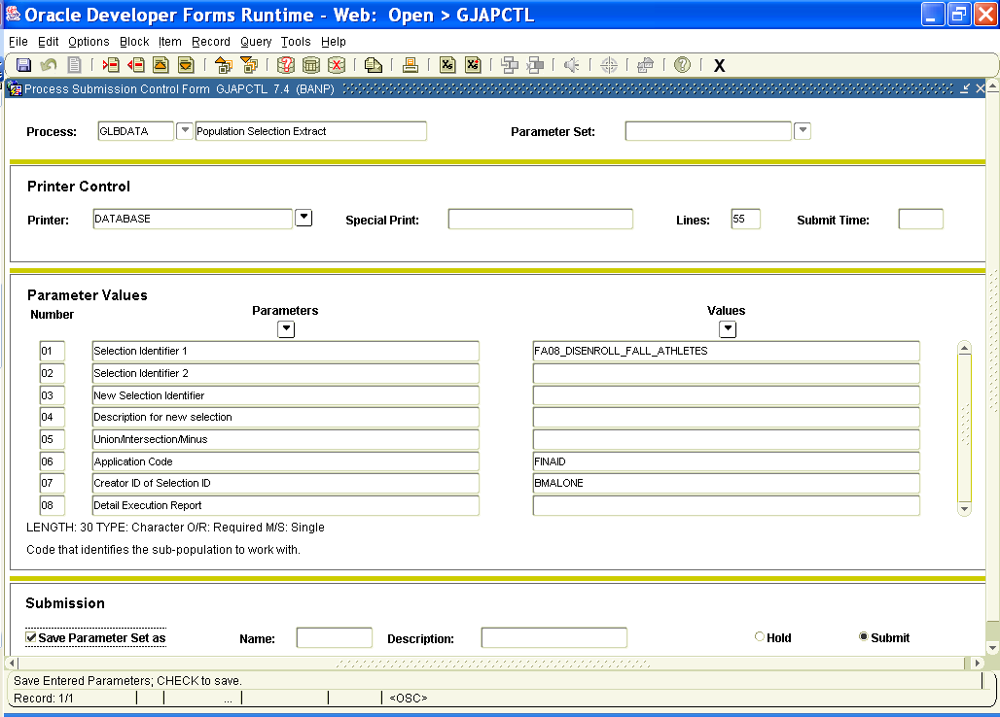 Oracle Developer Forms Runtime - Web: Open > GJAPCTL
File Edit Options Block Item Record Query Tools Help
Process Submission Control Form GJAPCTL 7.4 (BANP)
Process: GLBDATA Population Selection Extract Parameter Set:
Printer Control
Printer: DATABASE Special Print: Lines: 55 Submit Time:
Parameter Values
Number Parameters Values
01 Selection Identifier 1 FA08_DISENROLL_FALL_ATHLETES
02 Selection Identifier 2
03 New Selection Identifier
04 Description for new selection
05 Union/Intersection/Minus
06 Application Code FINAID
07 Creator ID of Selection ID BMALONE
08 Detail Execution Report
LENGTH: 30 TYPE: Character O/R: Required M/S: Single
Code that identifies the sub-population to work with.
Submission
Save Parameter Set as Name: Description: Hold Submit
Save Entered Parameters; CHECK to save.
Record: 1/1 ... <OSC>